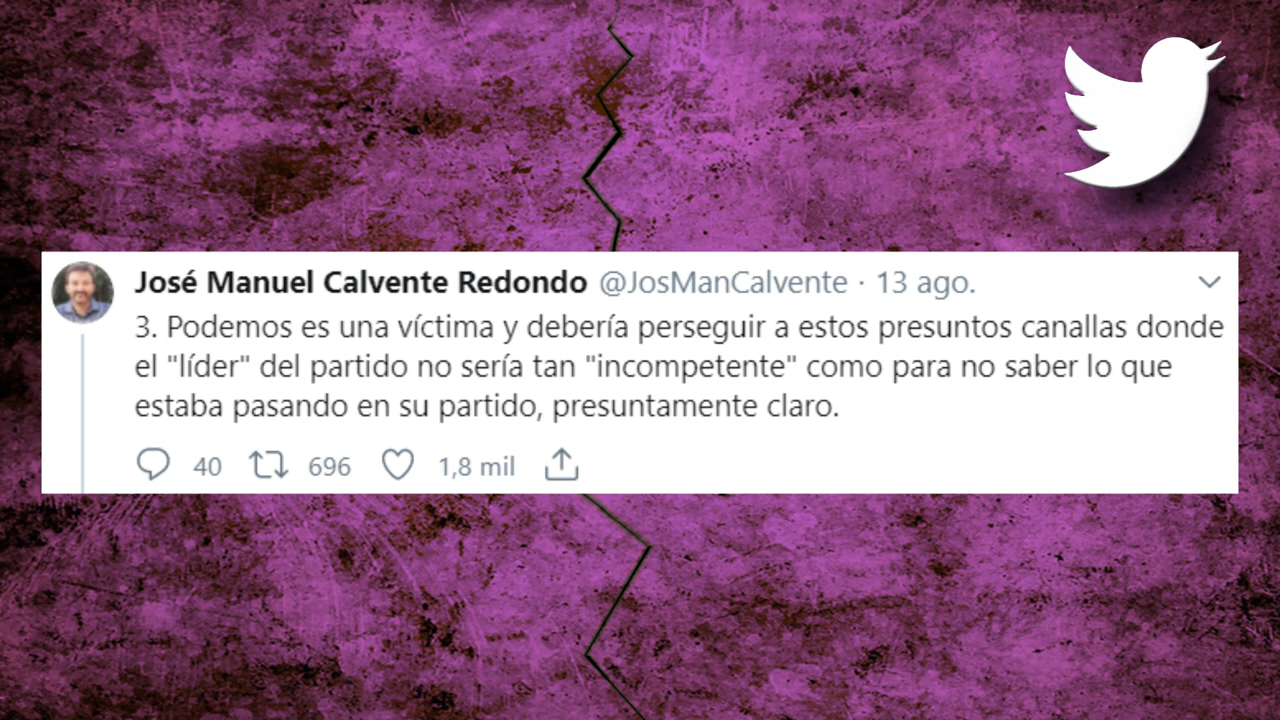 José Manuel Calvente Redondo @JosManCalvente · 13 ago.
3. Podemos es una víctima y debería perseguir a estos presuntos canallas donde
el "líder" del partido no sería tan "incompetente" como para no saber lo que
estaba pasando en su partido, presuntamente claro.
40 696 1,8 mil